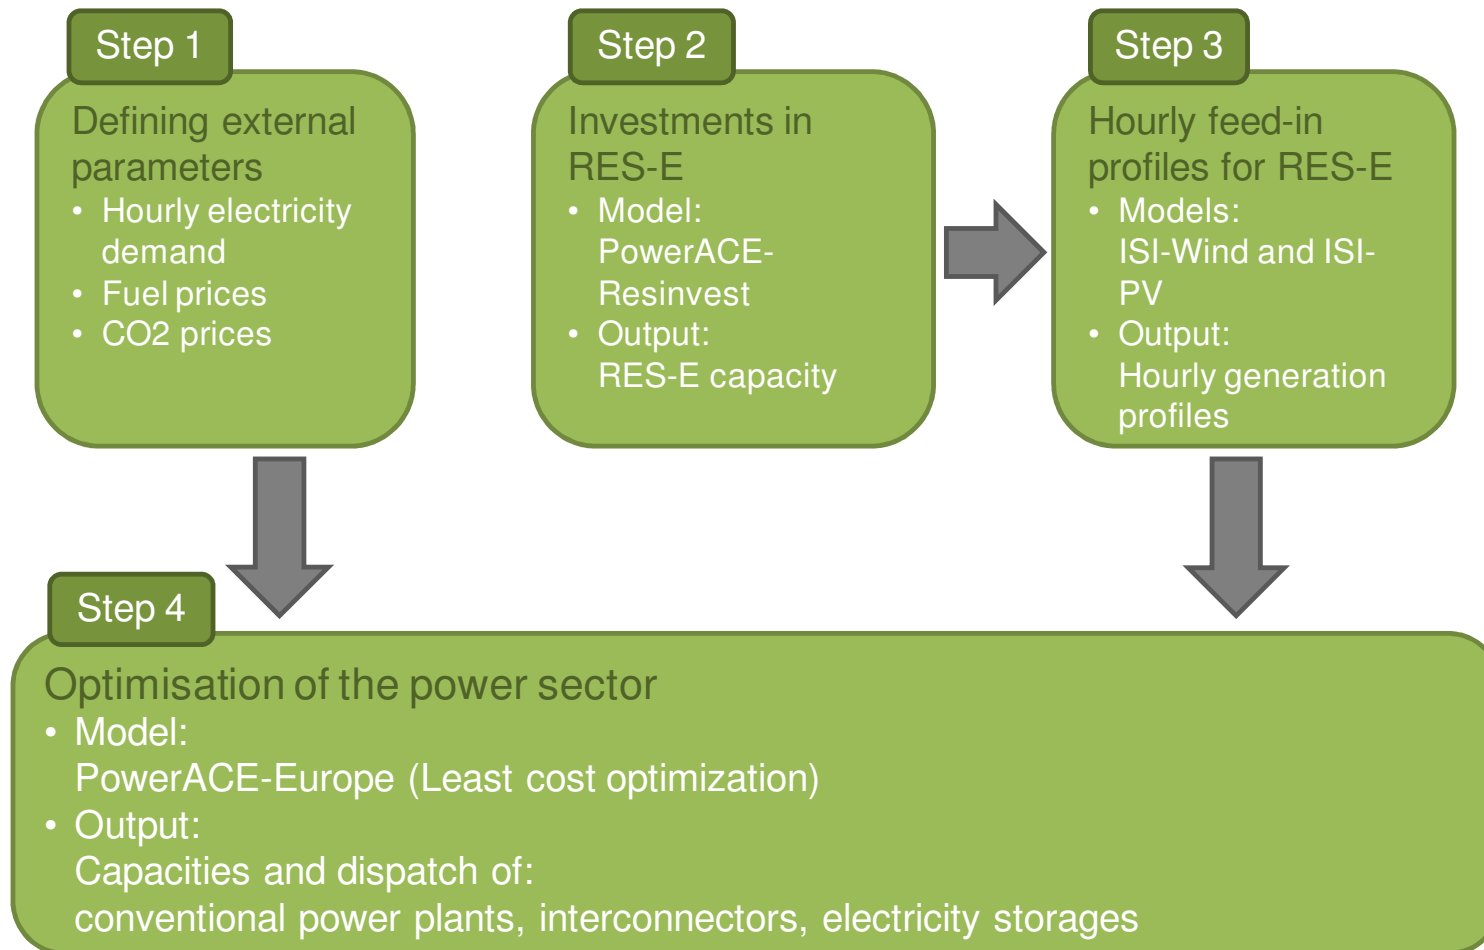 Step 1
Defining external
parameters
• Hourly electricity
demand
• Fuel prices
• CO2 prices
Step 2
Investments in
RES-E
• Model:
PowerACE-
Resinvest
• Output:
RES-E capacity
Step 3
Hourly feed-in
profiles for RES-E
• Models:
ISI-Wind and ISI-
PV
• Output:
Hourly generation
profiles
Step 4
Optimisation of the power sector
• Model:
PowerACE-Europe (Least cost optimization)
• Output:
Capacities and dispatch of:
conventional power plants, interconnectors, electricity storages